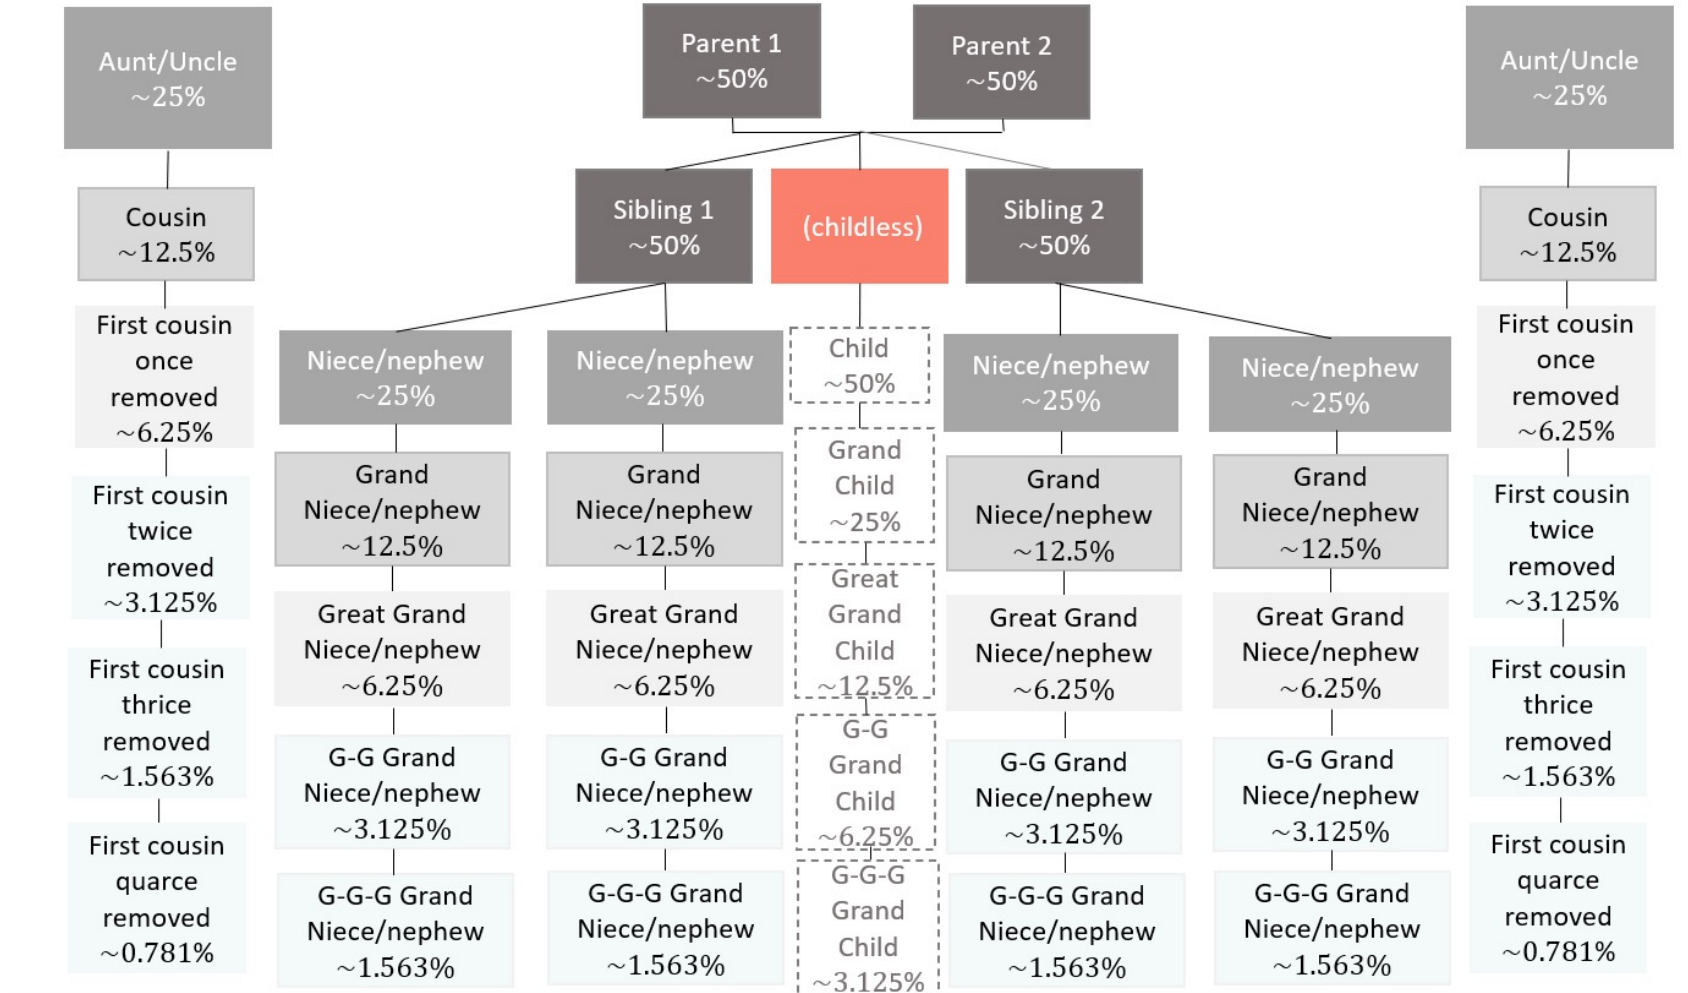 Aunt/Uncle
~25%
Parent 1
~50%
Parent 2
~50%
Aunt/Uncle
~25%
Cousin
~12.5%
Sibling 1
~50%
(childless)
Sibling 2
~50%
Cousin
~12.5%
First cousin
once
removed
~6.25%
Niece/nephew
~25%
Niece/nephew
~25%
Child
~50%
Niece/nephew
~25%
Niece/nephew
~25%
First cousin
once
removed
~6.25%
Grand
Niece/nephew
~12.5%
Grand
Niece/nephew
~12.5%
Grand
Child
~25%
Grand
Niece/nephew
~12.5%
Grand
Niece/nephew
~12.5%
First cousin
twice
removed
~3.125%
Great Grand
Niece/nephew
~6.25%
Great Grand
Niece/nephew
~6.25%
Great
Grand
Child
~12.5%
Great Grand
Niece/nephew
~6.25%
Great Grand
Niece/nephew
~6.25%
First cousin
twice
removed
~3.125%
First cousin
thrice
removed
~1.563%
G-G Grand
Niece/nephew
~3.125%
G-G Grand
Niece/nephew
~3.125%
G-G
Grand
Child
~6.25%
G-G Grand
Niece/nephew
~3.125%
G-G Grand
Niece/nephew
~3.125%
First cousin
thrice
removed
~1.563%
First cousin
quarce
removed
~0.781%
G-G-G Grand
Niece/nephew
~1.563%
G-G-G Grand
Niece/nephew
~1.563%
G-G-G
Grand
Child
~3.125%
G-G-G Grand
Niece/nephew
~1.563%
G-G-G Grand
Niece/nephew
~1.563%
First cousin
quarce
removed
~0.781%